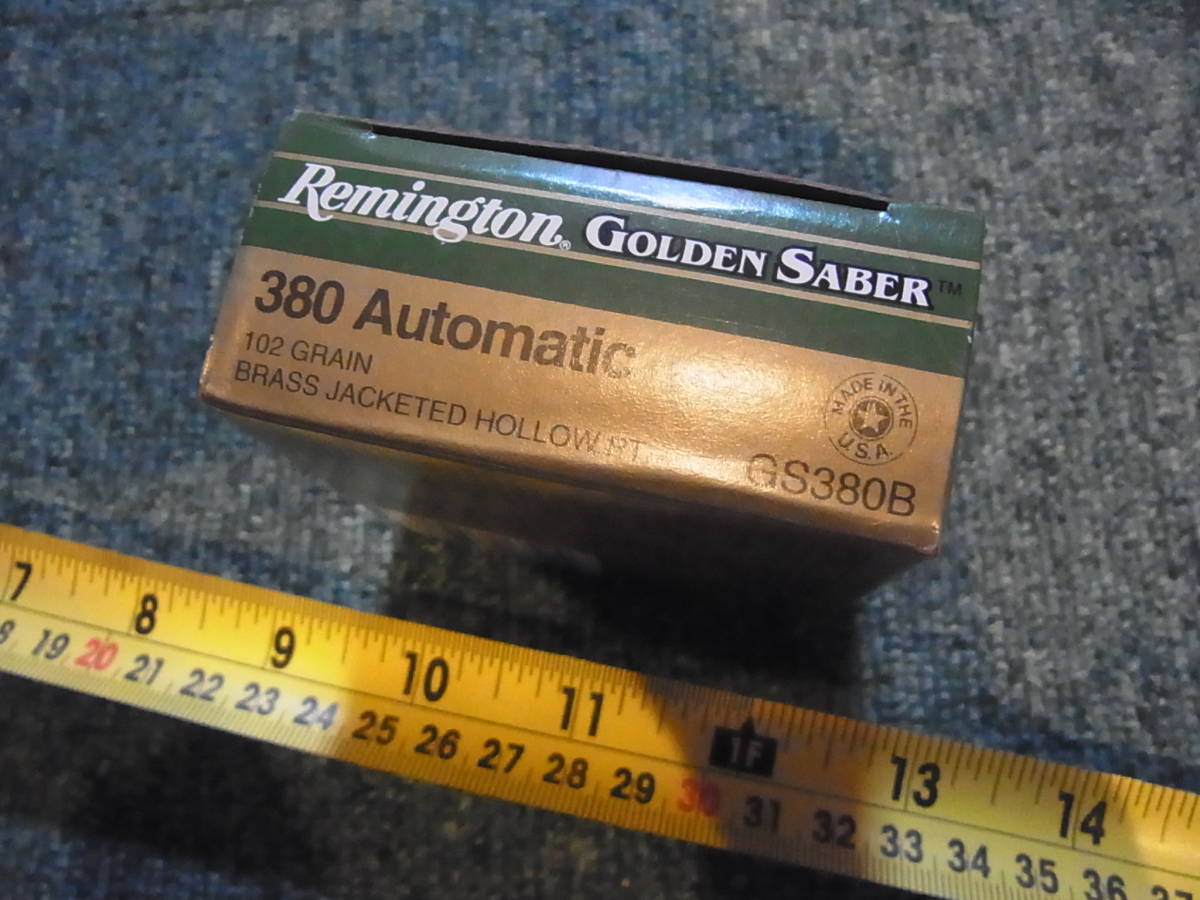 Remington® GOLDEN SABER™
380 Automatic
102 GRAIN
BRASS JACKETED HOLLOW PT.
MADE IN THE
U.S.A.
GS380B
7 8 9 10 11 1F 13 14
19 20 21 22 23 24 25 26 27 28 29 30 31 32 33 34 35 36 37